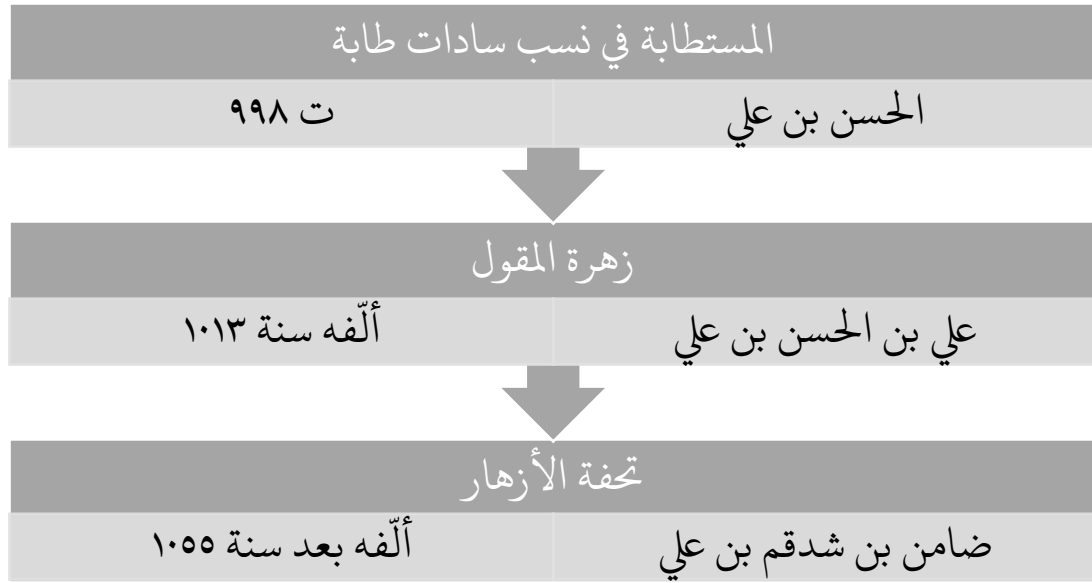 المستطابة في نسب سادات طابة
الحسن بن علي ت ٩٩٨
زهرة المقول
علي بن الحسن بن علي ألّفه سنة ١٠١٣
تحفة الأزهار
ضامن بن شدقم بن علي ألّفه بعد سنة ١٠٥٥